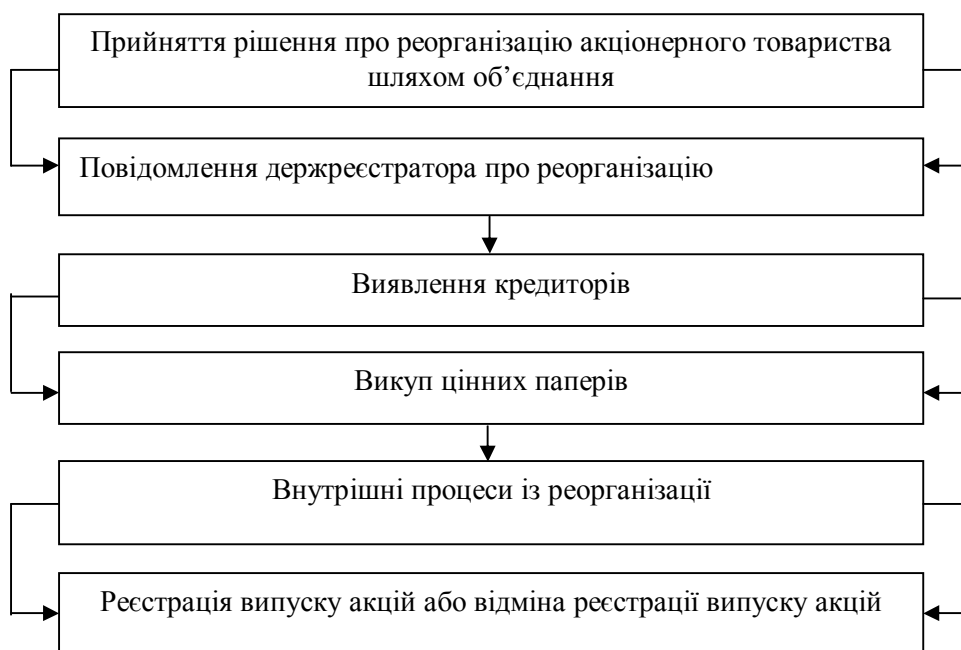 Прийняття рішення про реорганізацію акціонерного товариства
шляхом об’єднання
Повідомлення держреєстратора про реорганізацію
Виявлення кредиторів
Викуп цінних паперів
Внутрішні процеси із реорганізації
Реєстрація випуску акцій або відміна реєстрації випуску акцій